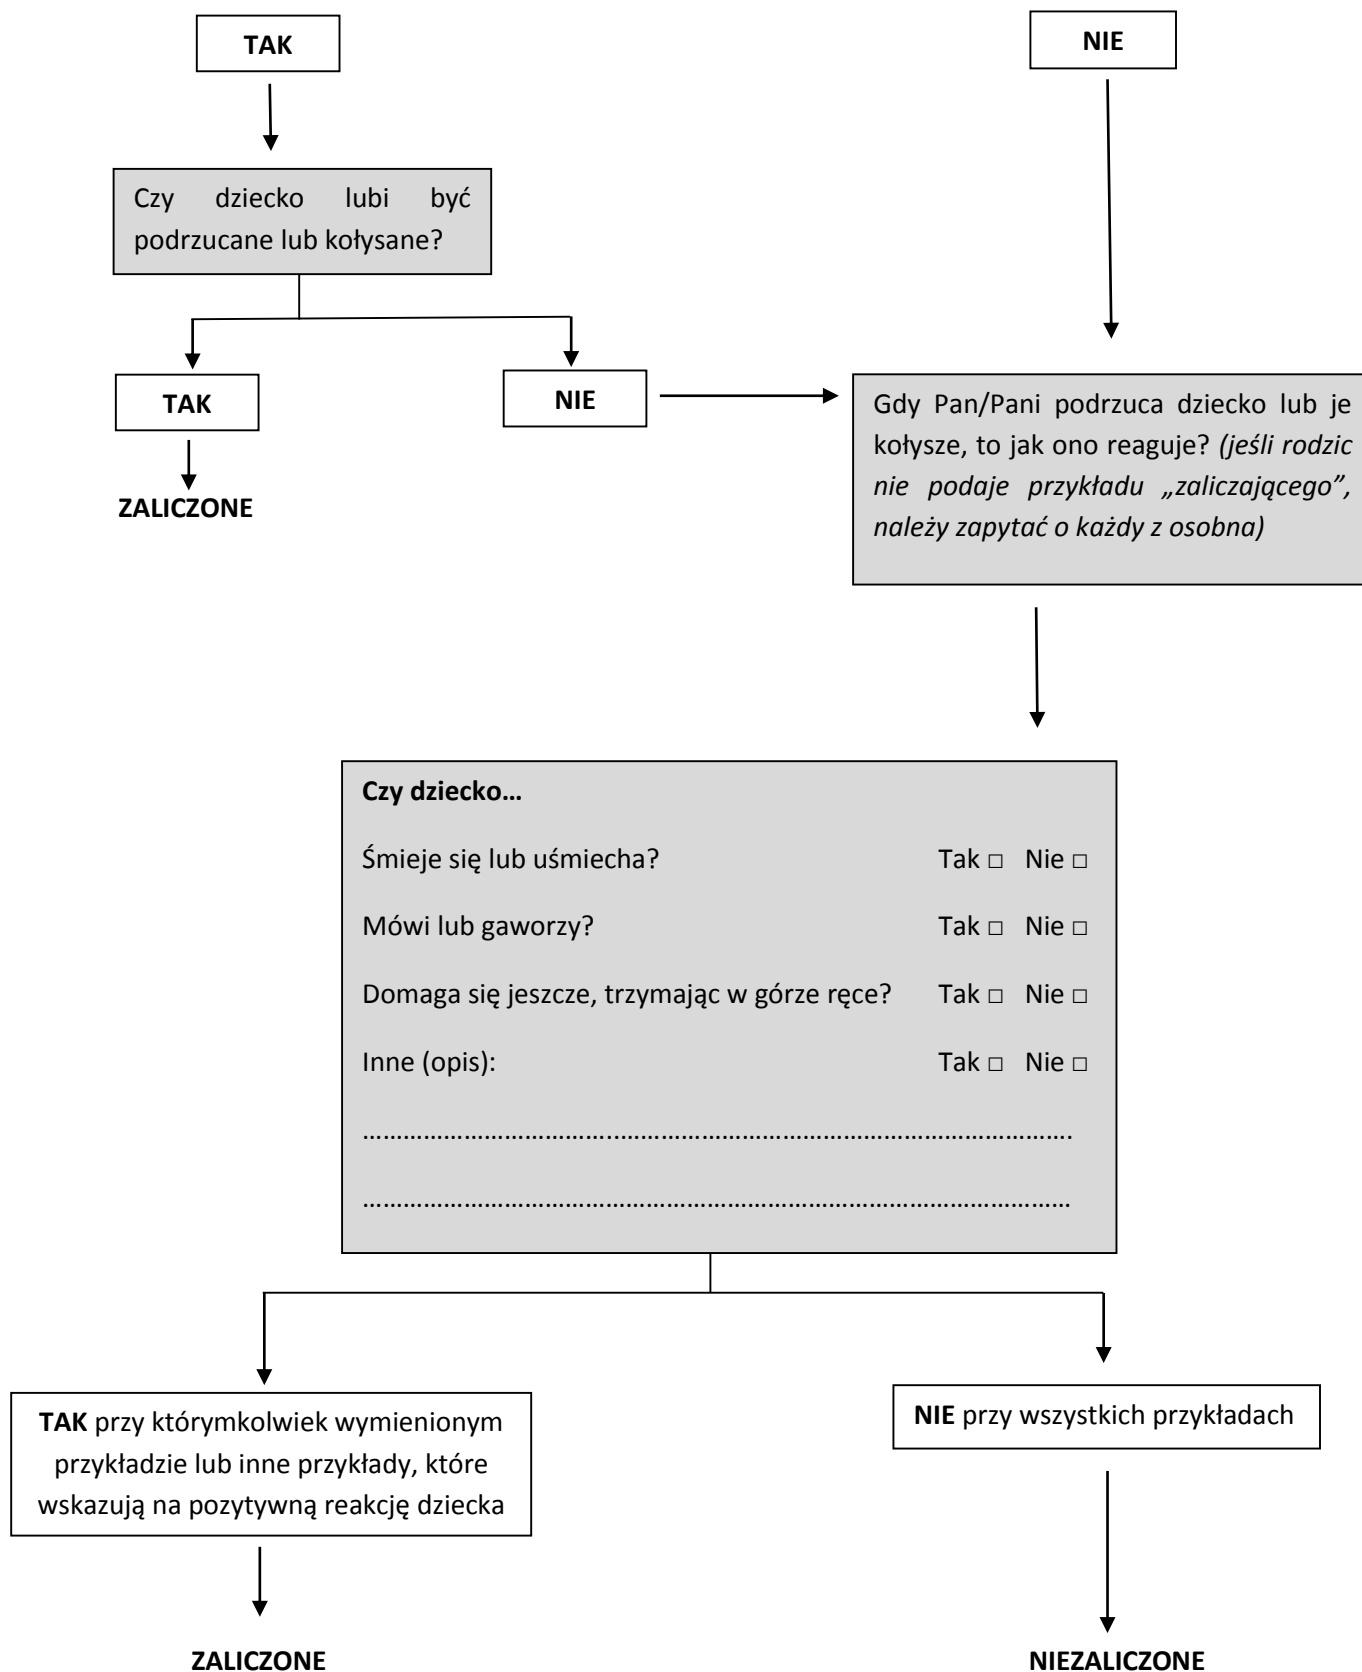 TAK
NIE
Czy dziecko lubi być
podrzucane lub kołysane?
TAK
NIE
ZALICZONE
Gdy Pan/Pani podrzuca dziecko lub je
kołysze, to jak ono reaguje? (jeśli rodzic
nie podaje przykładu „zaliczającego”,
należy zapytać o każdy z osobna)
Czy dziecko…
Śmieje się lub uśmiecha? Tak □ Nie □
Mówi lub gaworzy? Tak □ Nie □
Domaga się jeszcze, trzymając w górze ręce? Tak □ Nie □
Inne (opis): Tak □ Nie □
……………………………..…………………………………………………………….
……………………………………………………………………………………………
TAK przy którymkolwiek wymienionym
przykładzie lub inne przykłady, które
wskazują na pozytywną reakcję dziecka
NIE przy wszystkich przykładach
ZALICZONE
NIEZALICZONE